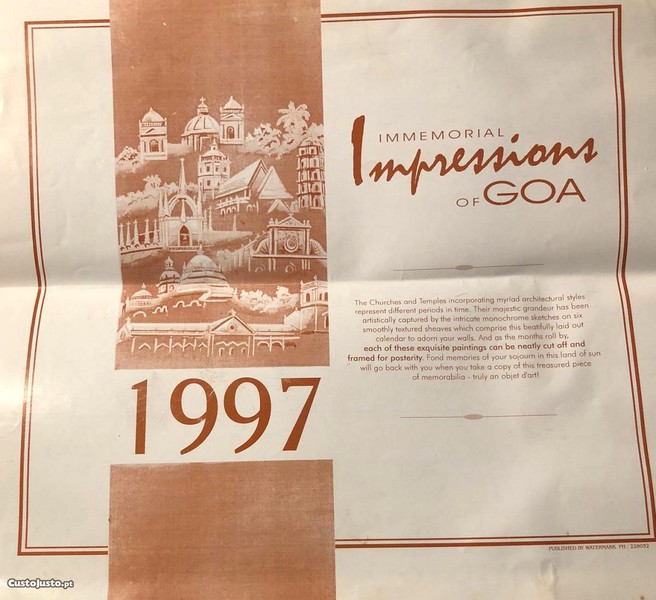 IMMEMORIAL
Impressions
OF GOA
The Churches and Temples incorporating myriad architectural styles
represent different periods in time. Their majestic grandeur has been
artistically captured by the intricate monochrome sketches on six
smoothly textured sheaves which comprise this beatifully laid out
calender to adorn your walls. And as the months roll by,
each of these exquisite paintings can be neatly cut off and
framed for posterity. Fond memories of your sojourn in this land of sun
will go back with you when you take a copy of this treasured piece
of memorabilia - truly an objet d'art!
1997
PUBLISHED BY WATERMARK PH.: 228052
CustoJusto.pt